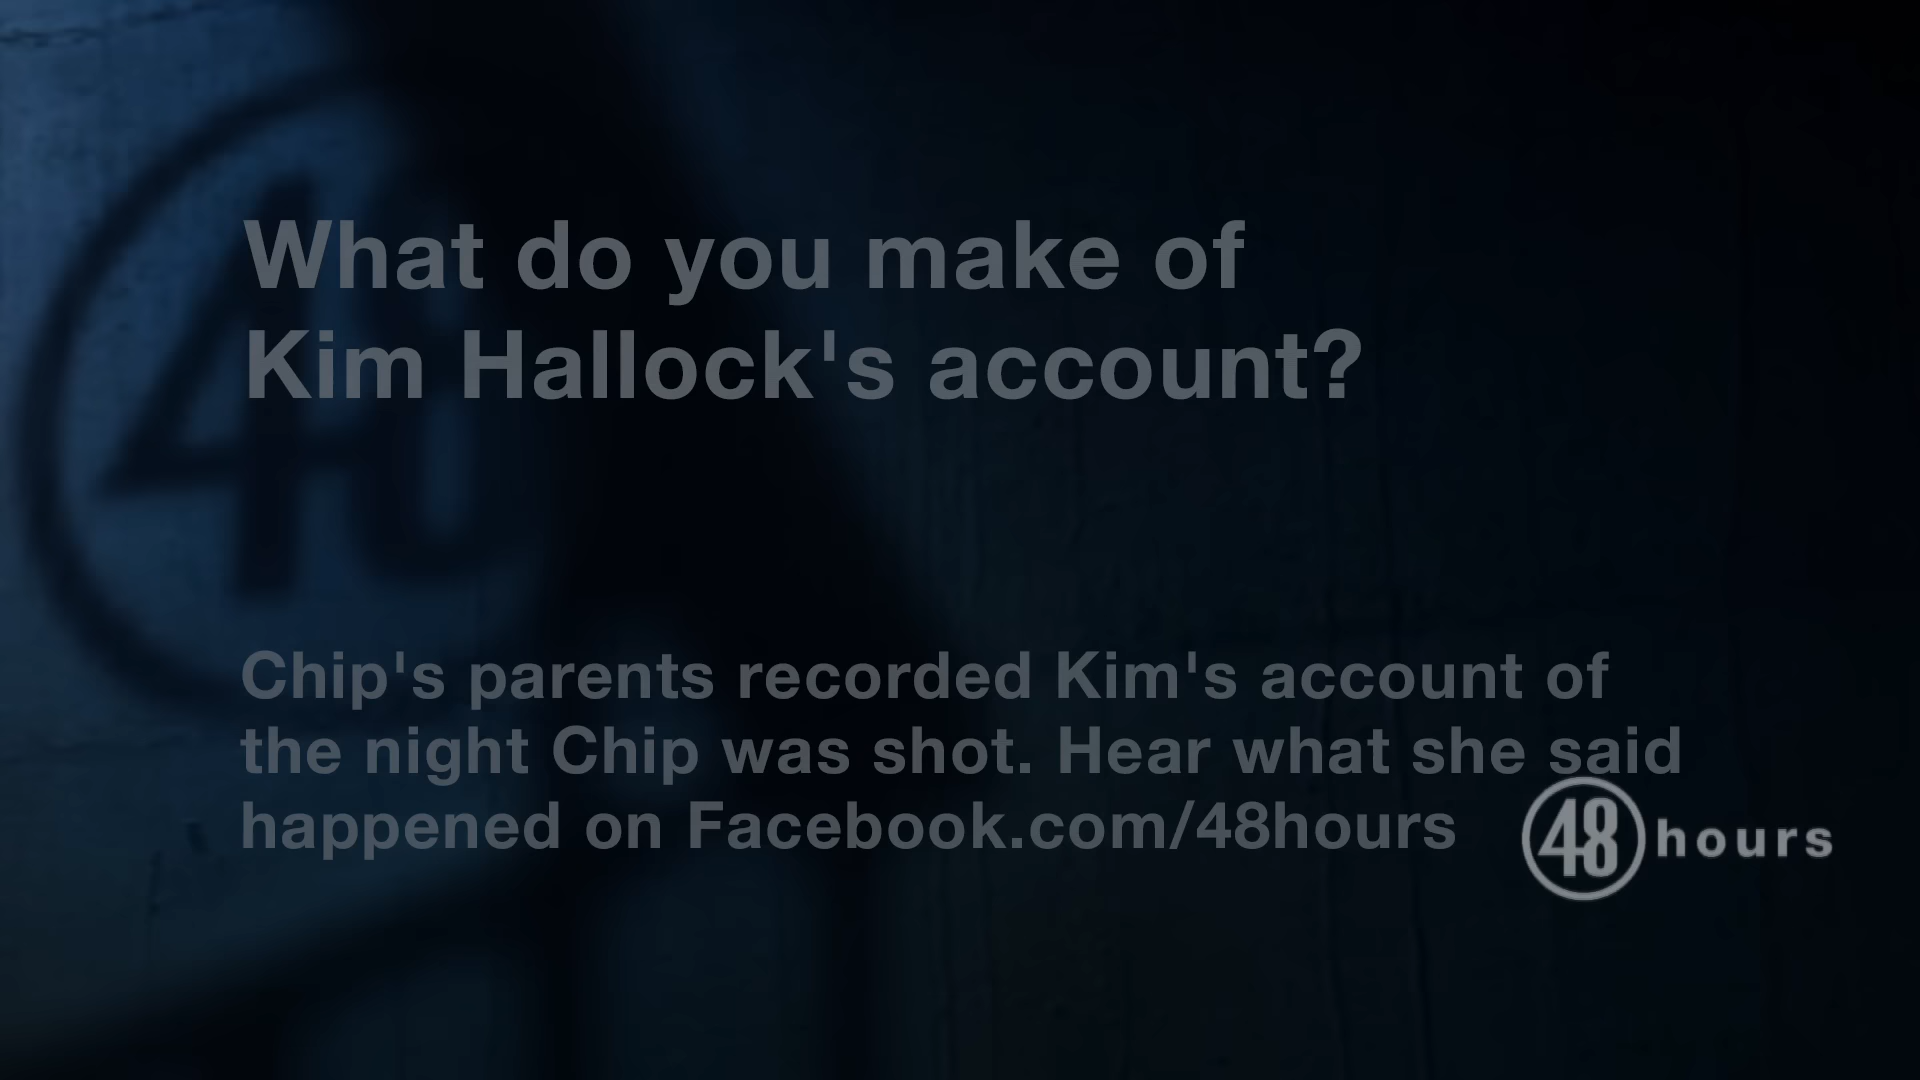 What do you make of
Kim Hallock's account?
Chip's parents recorded Kim's account of
the night Chip was shot. Hear what she said
happened on Facebook.com/48hours
48 hours
48